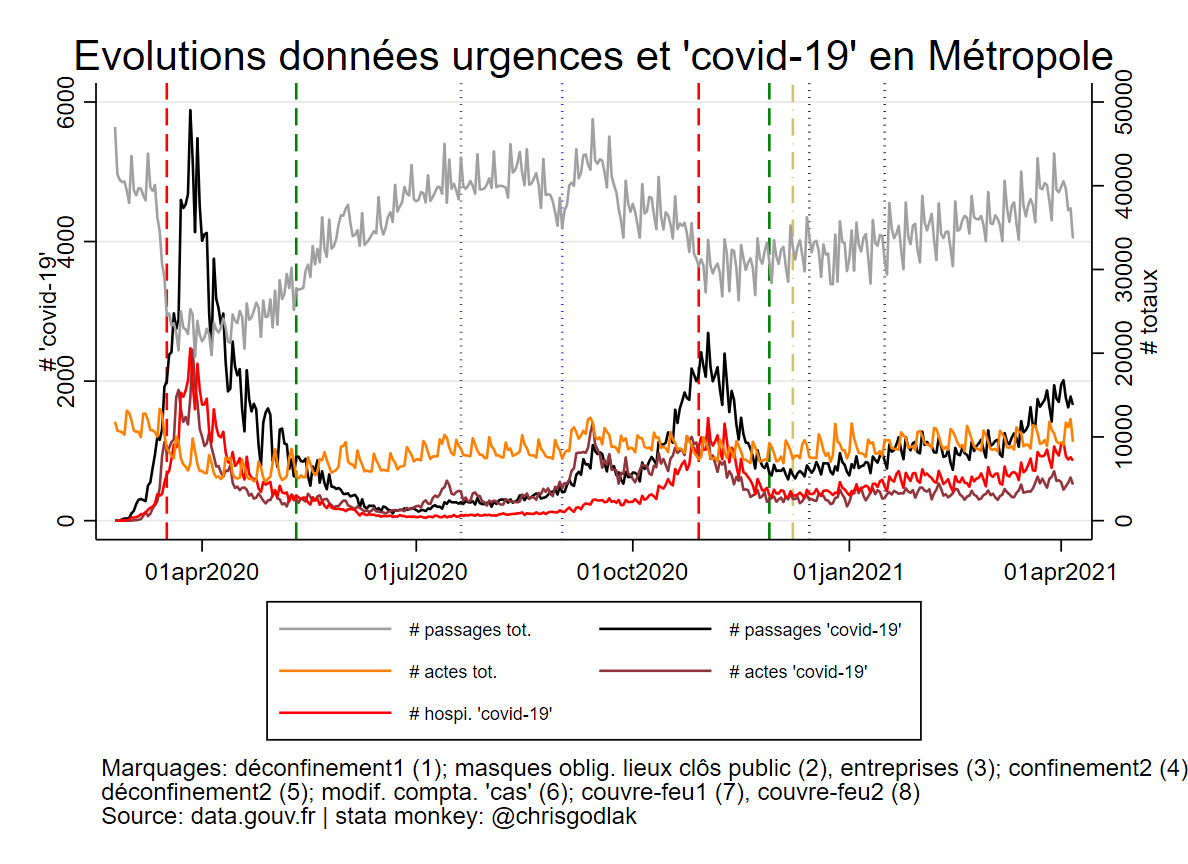 Evolutions données urgences et 'covid-19' en Métropole
# 'covid-19'
6000
4000
2000
0
# totaux
50000
40000
30000
20000
10000
0
01apr2020 01jul2020 01oct2020 01jan2021 01apr2021
# passages tot. # passages 'covid-19'
# actes tot. # actes 'covid-19'
# hospi. 'covid-19'
Marquages: déconfinement1 (1); masques oblig. lieux clôs public (2), entreprises (3); confinement2 (4)
déconfinement2 (5); modif. compta. 'cas' (6); couvre-feu1 (7), couvre-feu2 (8)
Source: data.gouv.fr | stata monkey: @chrisgodlak